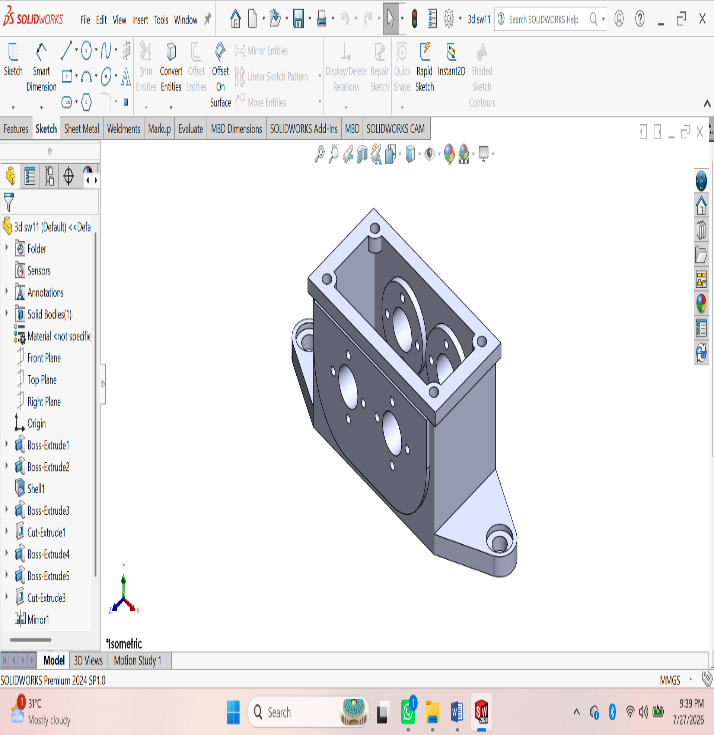 SOLIDWORKS File Edit View Insert Tools Window 3d sw11 Search SOLIDWORKS Help
Sketch Smart Dimension Trim Entities Convert Entities Offset Entities Offset On Surface Mirror Entities Linear Sketch Pattern Move Entities Display/Delete Relations Repair Sketch Quick Snaps Rapid Sketch Instant2D Shaded Sketch Contours
Features Sketch Sheet Metal Weldments Markup Evaluate MBD Dimensions SOLIDWORKS Add-Ins MBD SOLIDWORKS CAM
3d sw11 (Default) <<Defa
Folder
Sensors
Annotations
Solid Bodies(1)
Material <not specifie
Front Plane
Top Plane
Right Plane
Origin
Boss-Extrude1
Boss-Extrude2
Shell1
Boss-Extrude3
Cut-Extrude1
Boss-Extrude4
Boss-Extrude5
Cut-Extrude3
Mirror1
*Isometric
Model 3D Views Motion Study 1
SOLIDWORKS Premium 2024 SP1.0 MMGS
1 31°C Search 1 9:39 PM
Mostly cloudy 7/27/2026